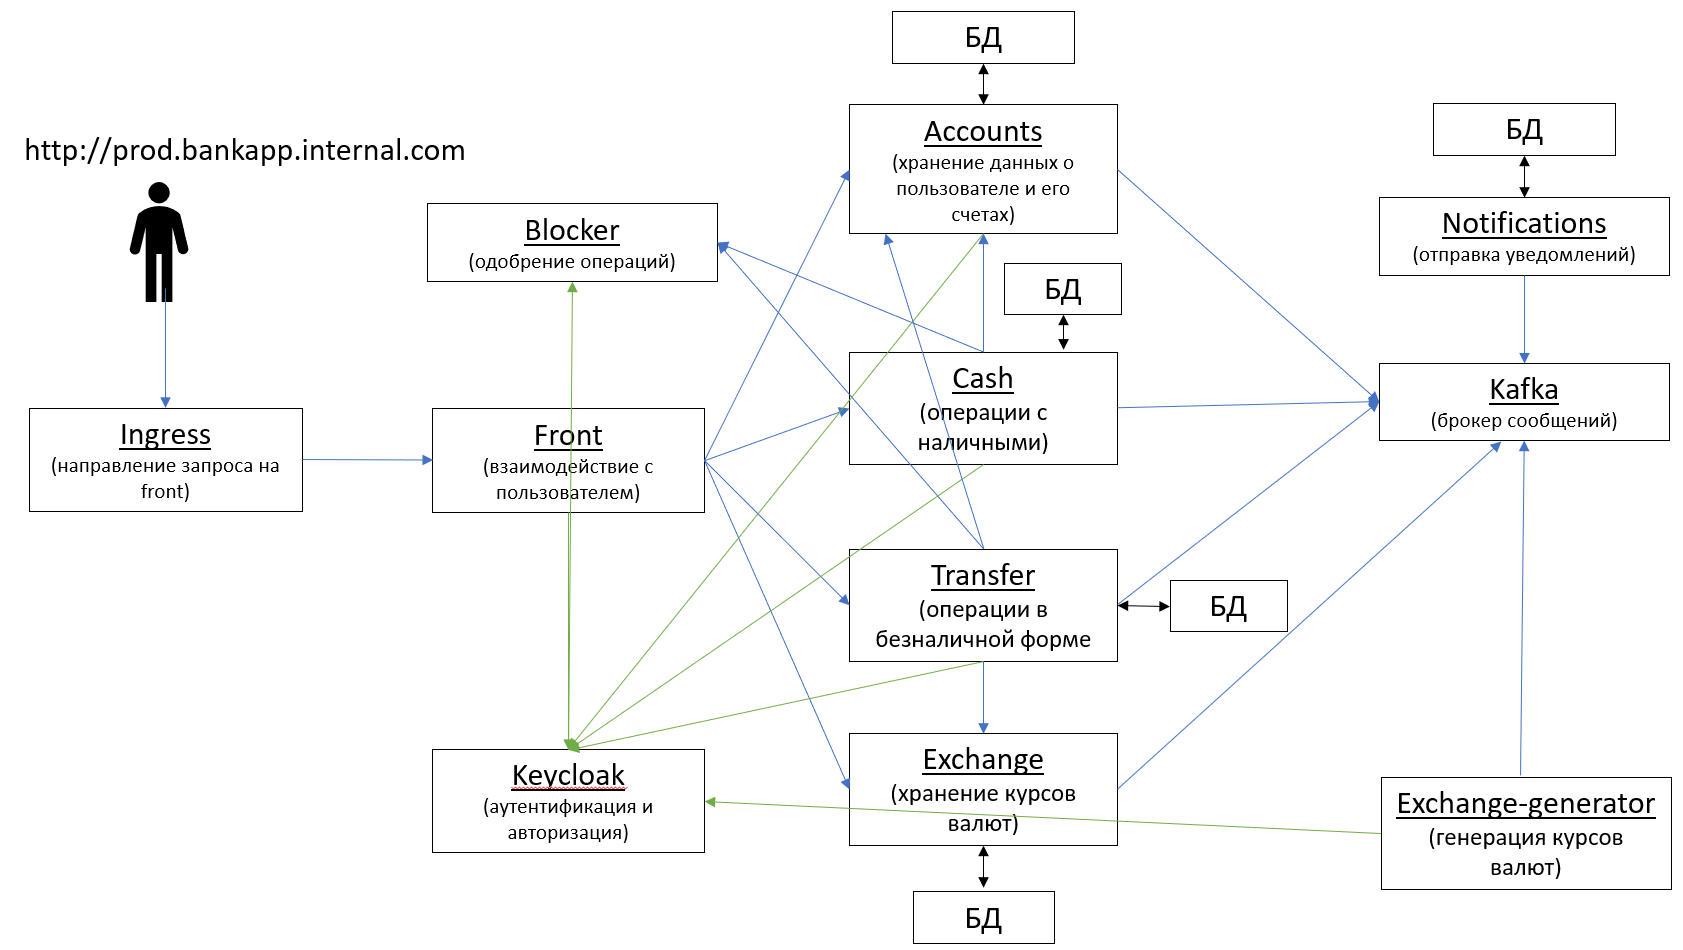 БД
http://prod.bankapp.internal.com
Accounts
(хранение данных о
пользователе и его
счетах)
БД
Notifications
(отправка уведомлений)
Blocker
(одобрение операций)
БД
Cash
(операции с
наличными)
Kafka
(брокер сообщений)
Ingress
(направление запроса на
front)
Front
(взаимодействие с
пользователем)
Transfer
(операции в
безналичной форме
БД
Keycloak
(аутентификация и
авторизация)
Exchange
(хранение курсов
валют)
Exchange-generator
(генерация курсов
валют)
БД